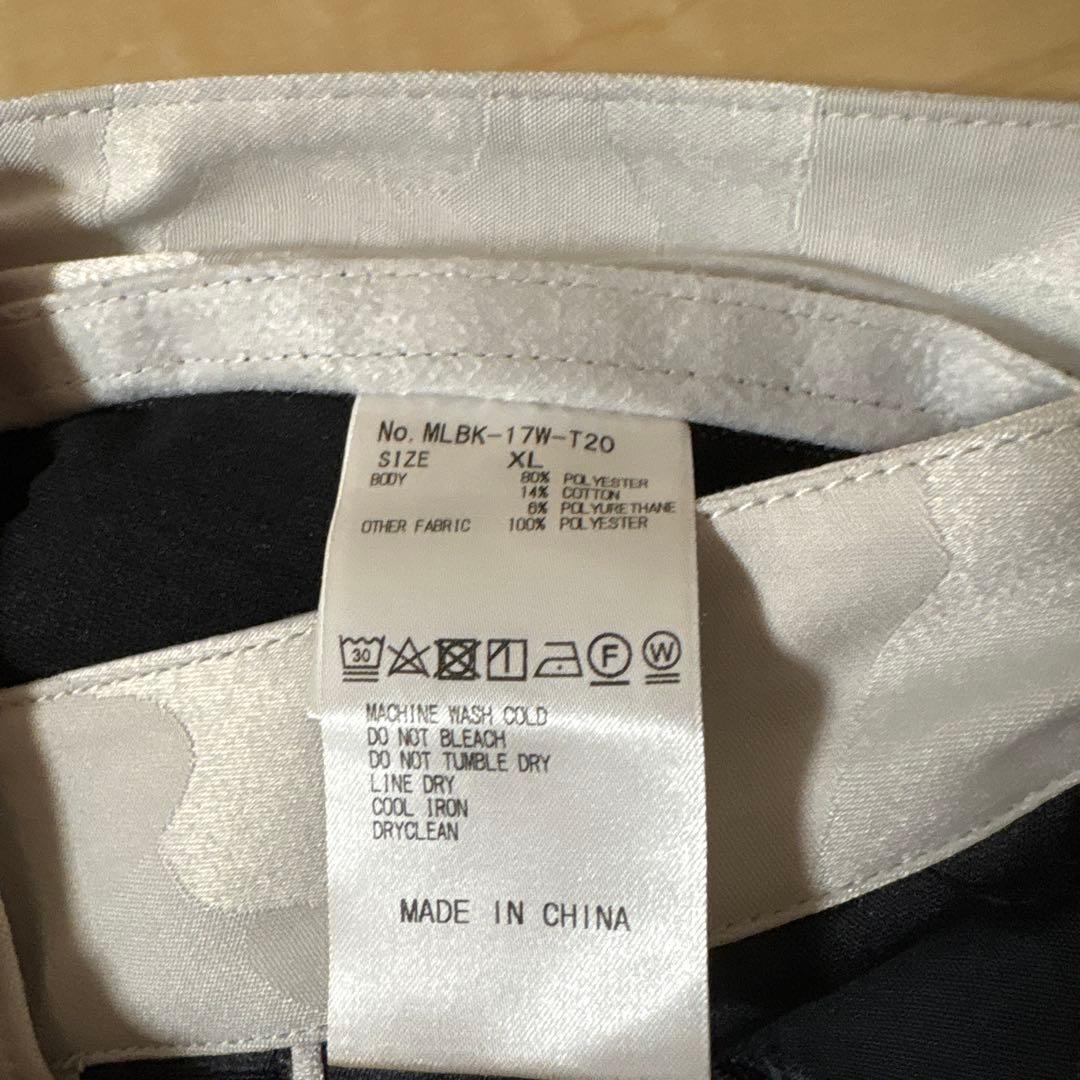 No. MLBK-17W-T20
SIZE XL
BODY 80% POLYESTER
14% COTTON
6% POLYURETHANE
OTHER FABRIC 100% POLYESTER
30 F W
MACHINE WASH COLD
DO NOT BLEACH
DO NOT TUMBLE DRY
LINE DRY
COOL IRON
DRYCLEAN
MADE IN CHINA